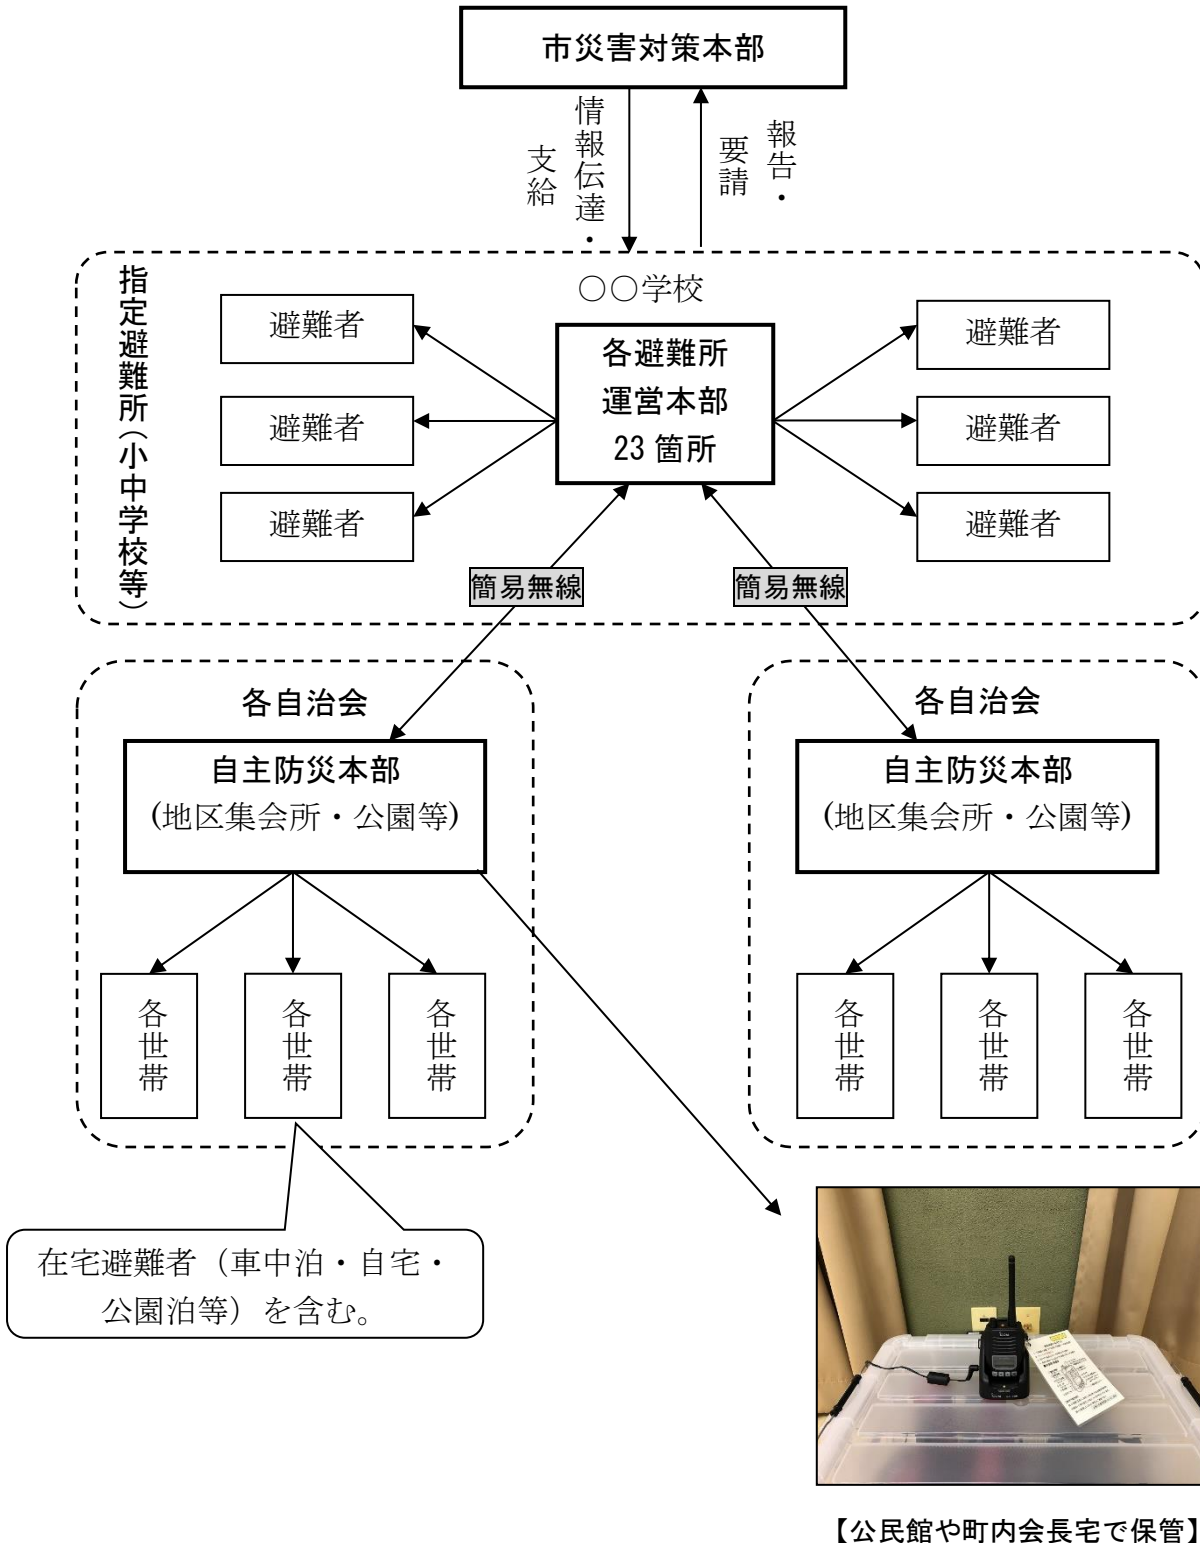 市災害対策本部
情報伝達・
支給
報告・
要請
指定避難所(小中学校等)
○○学校
避難者
避難者
避難者
各避難所
運営本部
23 箇所
避難者
避難者
避難者
簡易無線
簡易無線
各自治会
自主防災本部
(地区集会所・公園等)
各世帯
各世帯
各世帯
各自治会
自主防災本部
(地区集会所・公園等)
各世帯
各世帯
各世帯
在宅避難者（車中泊・自宅・
公園泊等）を含む。
【公民館や町内会長宅で保管】